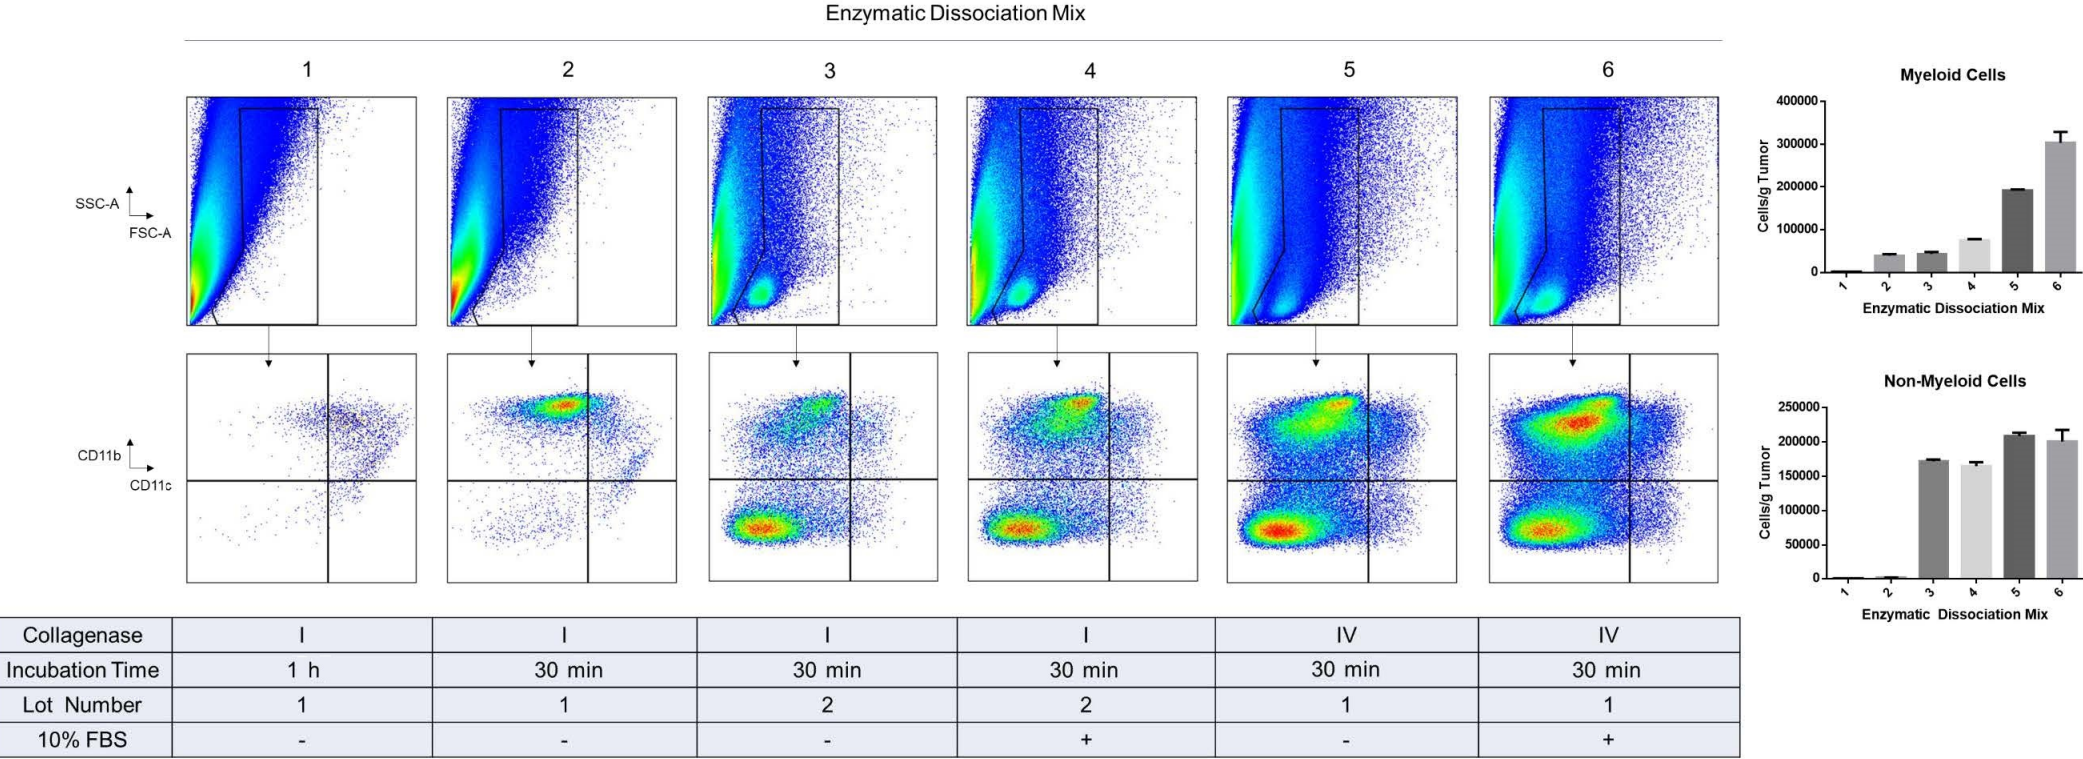 Enzymatic Dissociation Mix
1 2 3 4 5 6
SSC-A
FSC-A
CD11b
CD11c
Collagenase I I I I IV IV
Incubation Time 1 h 30 min 30 min 30 min 30 min 30 min
Lot Number 1 1 2 2 1 1
10% FBS - - - + - +
Myeloid Cells
Cells/g Tumor
400000
300000
200000
100000
0
1 2 3 4 5 6
Enzymatic Dissociation Mix
Non-Myeloid Cells
Cells/g Tumor
250000
200000
150000
100000
50000
0
1 2 3 4 5 6
Enzymatic Dissociation Mix